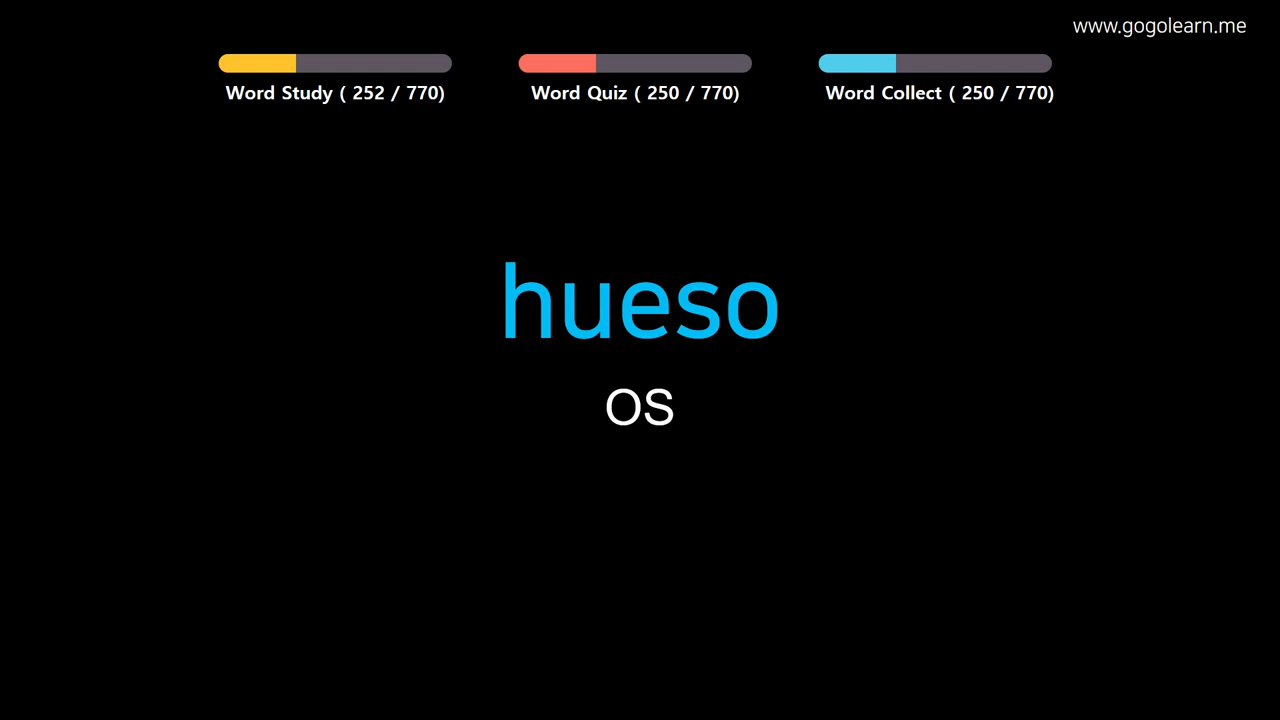 www.gogolearn.me
Word Study ( 252 / 770)
Word Quiz ( 250 / 770)
Word Collect ( 250 / 770)
hueso
os